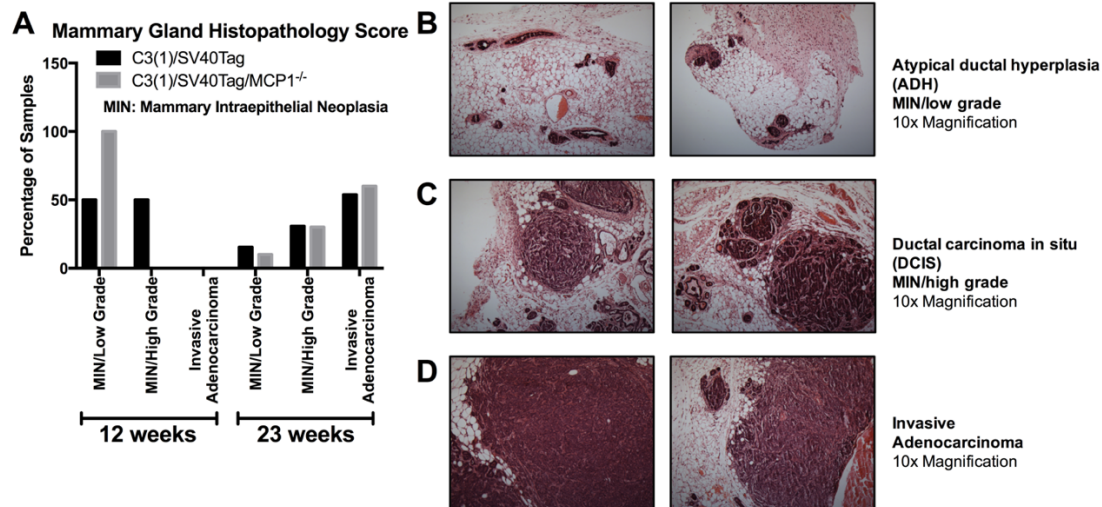 A
Mammary Gland Histopathology Score
C3(1)/SV40Tag
C3(1)/SV40Tag/MCP1-/-
MIN: Mammary Intraepithelial Neoplasia
Percentage of Samples
150
100
50
0
MIN/Low Grade
MIN/High Grade
Invasive
Adenocarcinoma
MIN/Low Grade
MIN/High Grade
Invasive
Adenocarcinoma
12 weeks
23 weeks
B
Atypical ductal hyperplasia
(ADH)
MIN/low grade
10x Magnification
C
Ductal carcinoma in situ
(DCIS)
MIN/high grade
10x Magnification
D
Invasive
Adenocarcinoma
10x Magnification